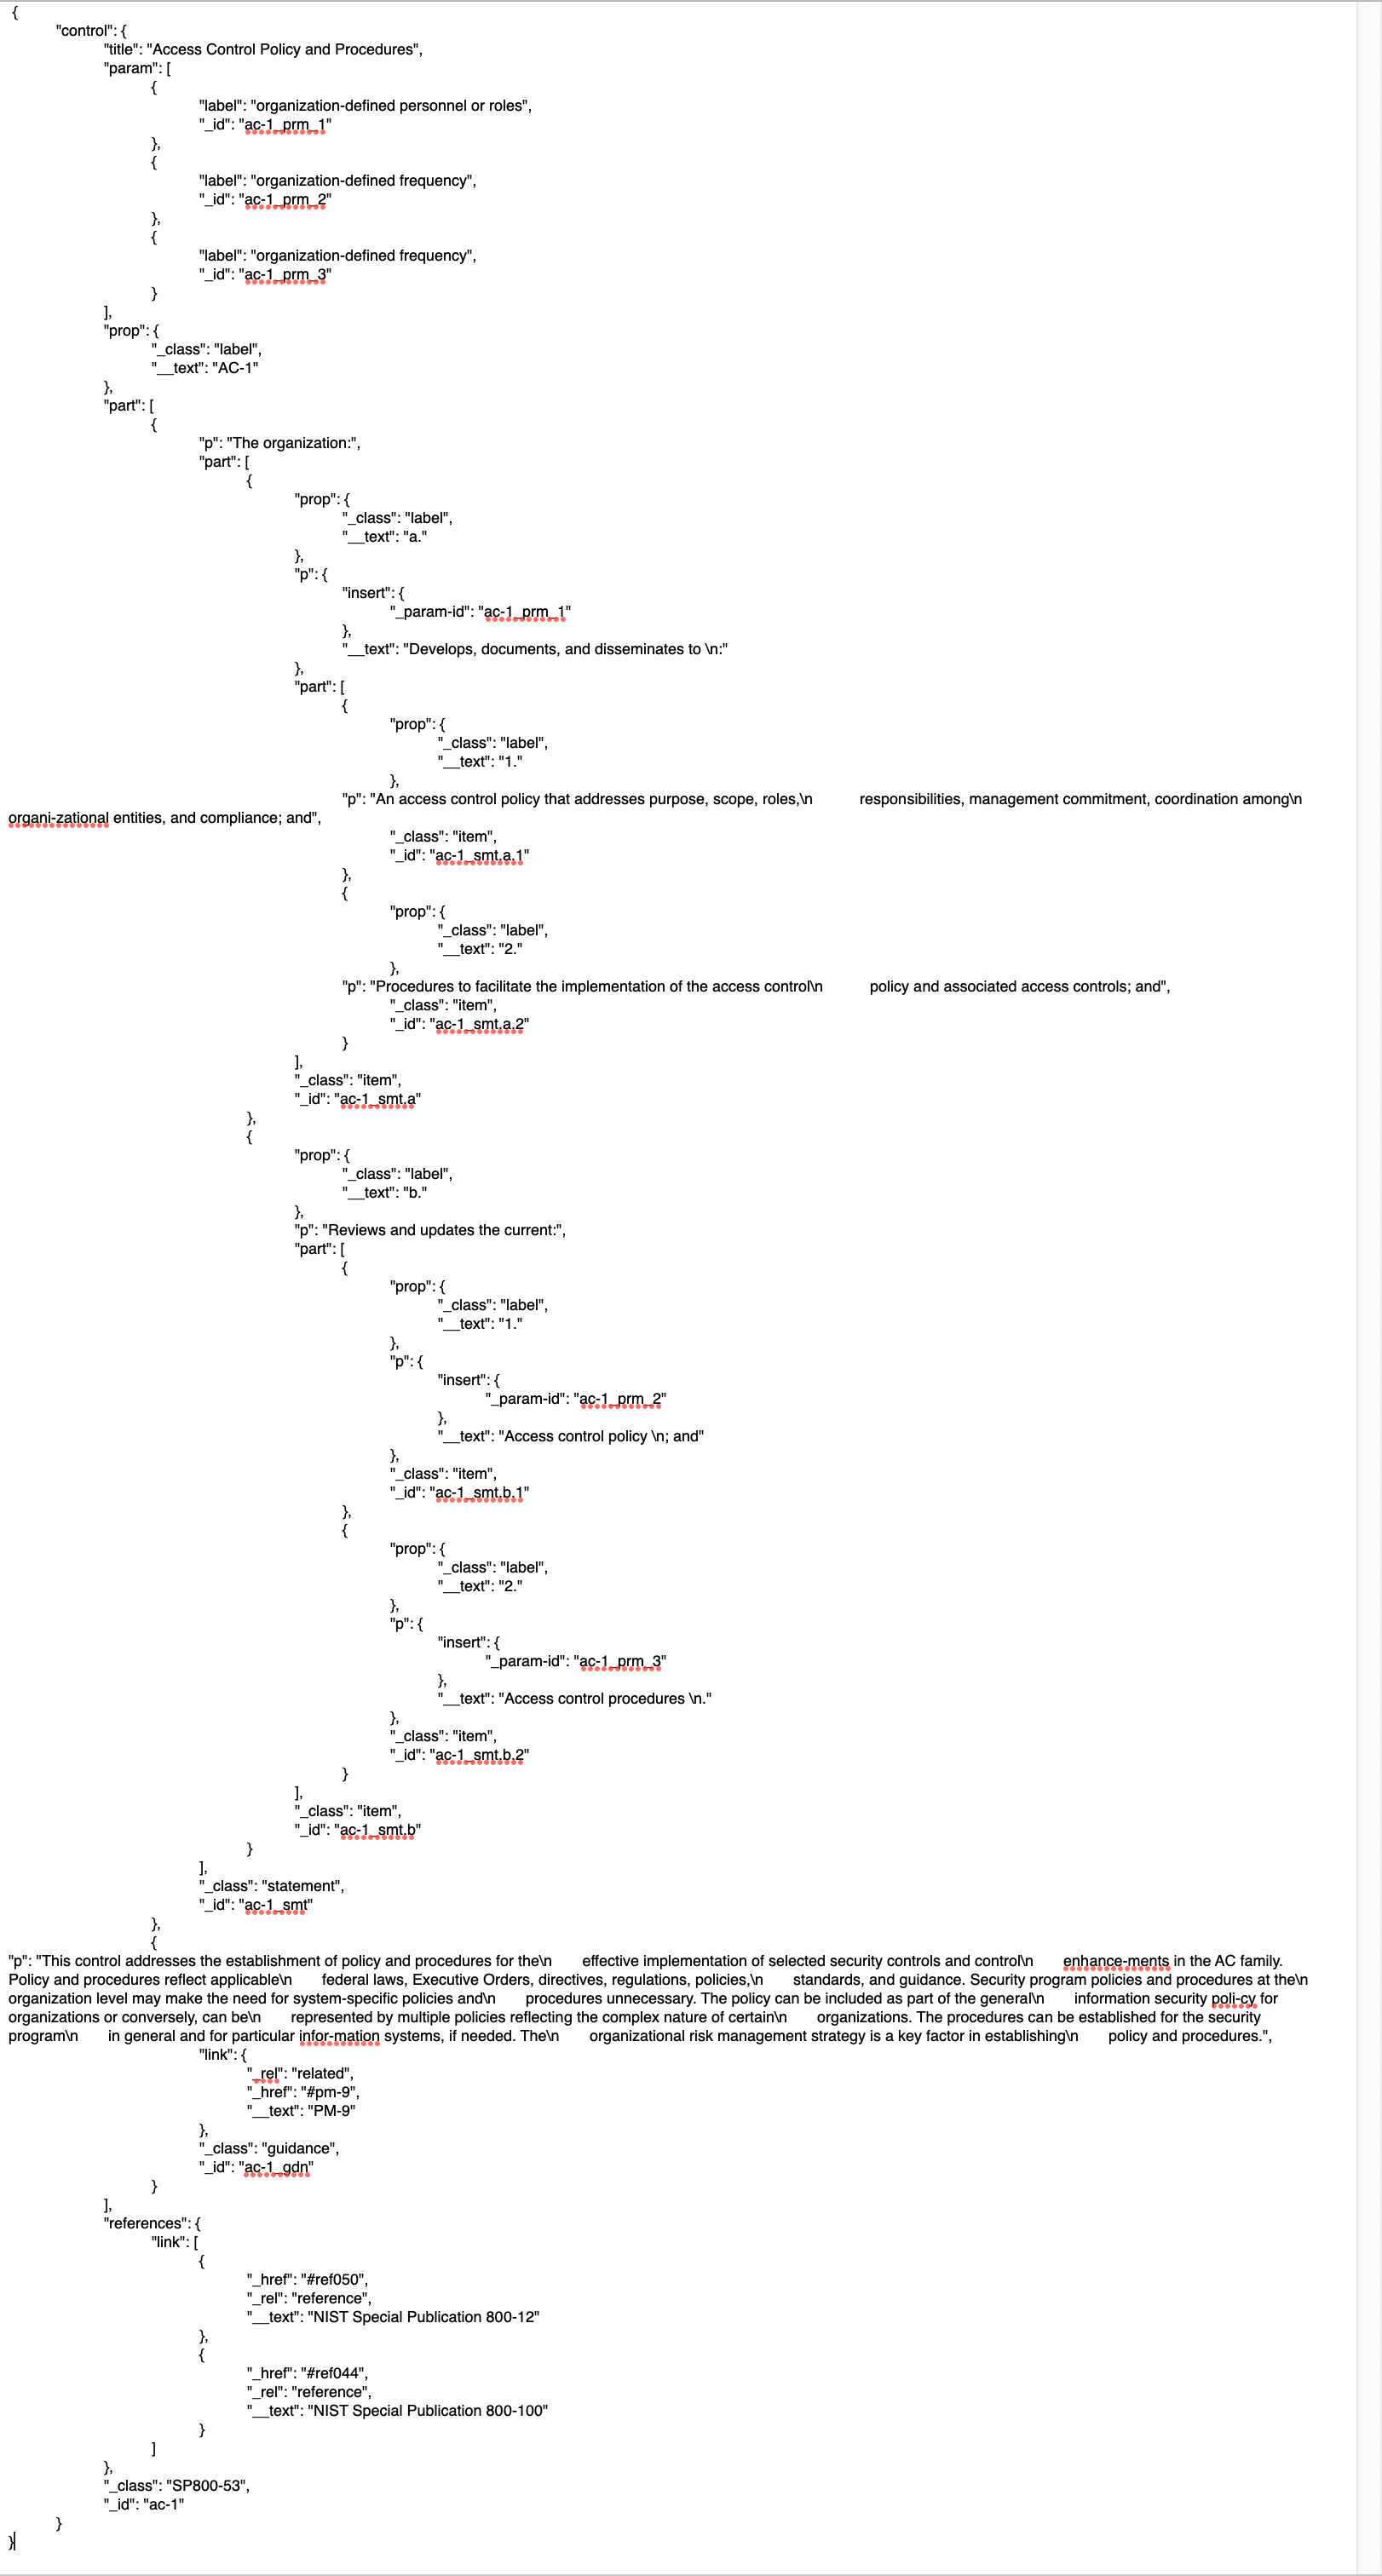 {
"control": {
"title": "Access Control Policy and Procedures",
"param": [
{
"label": "organization-defined personnel or roles",
"_id": "ac-1_prm_1"
},
{
"label": "organization-defined frequency",
"_id": "ac-1_prm_2"
},
{
"label": "organization-defined frequency",
"_id": "ac-1_prm_3"
}
],
"prop": {
"_class": "label",
"__text": "AC-1"
},
"part": [
{
"p": "The organization:",
"part": [
{
"prop": {
"_class": "label",
"__text": "a."
},
"p": {
"insert": {
"_param-id": "ac-1_prm_1"
},
"__text": "Develops, documents, and disseminates to \n:"
},
"part": [
{
"prop": {
"_class": "label",
"__text": "1."
},
"p": "An access control policy that addresses purpose, scope, roles,\n responsibilities, management commitment, coordination among\n
organi-zational entities, and compliance; and",
"_class": "item",
"_id": "ac-1_smt.a.1"
},
{
"prop": {
"_class": "label",
"__text": "2."
},
"p": "Procedures to facilitate the implementation of the access control\n policy and associated access controls; and",
"_class": "item",
"_id": "ac-1_smt.a.2"
}
],
"_class": "item",
"_id": "ac-1_smt.a"
},
{
"prop": {
"_class": "label",
"__text": "b."
},
"p": "Reviews and updates the current:",
"part": [
{
"prop": {
"_class": "label",
"__text": "1."
},
"p": {
"insert": {
"_param-id": "ac-1_prm_2"
},
"__text": "Access control policy \n; and"
},
"_class": "item",
"_id": "ac-1_smt.b.1"
},
{
"prop": {
"_class": "label",
"__text": "2."
},
"p": {
"insert": {
"_param-id": "ac-1_prm_3"
},
"__text": "Access control procedures \n."
},
"_class": "item",
"_id": "ac-1_smt.b.2"
}
],
"_class": "item",
"_id": "ac-1_smt.b"
}
],
"_class": "statement",
"_id": "ac-1_smt"
},
{
"p": "This control addresses the establishment of policy and procedures for the\n effective implementation of selected security controls and control\n enhance-ments in the AC family.
Policy and procedures reflect applicable\n federal laws, Executive Orders, directives, regulations, policies,\n standards, and guidance. Security program policies and procedures at the\n
organization level may make the need for system-specific policies and\n procedures unnecessary. The policy can be included as part of the general\n information security poli-cy for
organizations or conversely, can be\n represented by multiple policies reflecting the complex nature of certain\n organizations. The procedures can be established for the security
program\n in general and for particular infor-mation systems, if needed. The\n organizational risk management strategy is a key factor in establishing\n policy and procedures.",
"link": {
"_rel": "related",
"_href": "#pm-9",
"__text": "PM-9"
},
"_class": "guidance",
"_id": "ac-1_gdn"
}
],
"references": {
"link": [
{
"_href": "#ref050",
"_rel": "reference",
"__text": "NIST Special Publication 800-12"
},
{
"_href": "#ref044",
"_rel": "reference",
"__text": "NIST Special Publication 800-100"
}
]
},
"_class": "SP800-53",
"_id": "ac-1"
}
}